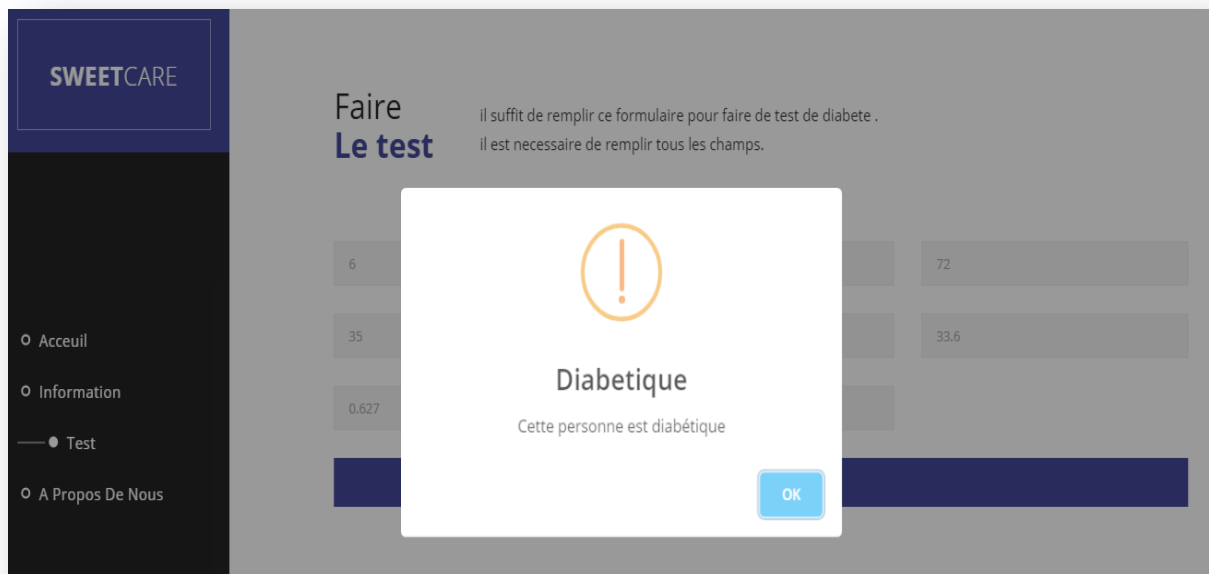 SWEETCARE
Faire
Le test
il suffit de remplir ce formulaire pour faire de test de diabete .
il est necessaire de remplir tous les champs.
6
72
35
33.6
0.627
Diabetique
Cette personne est diabétique
OK
Acceuil
Information
Test
A Propos De Nous